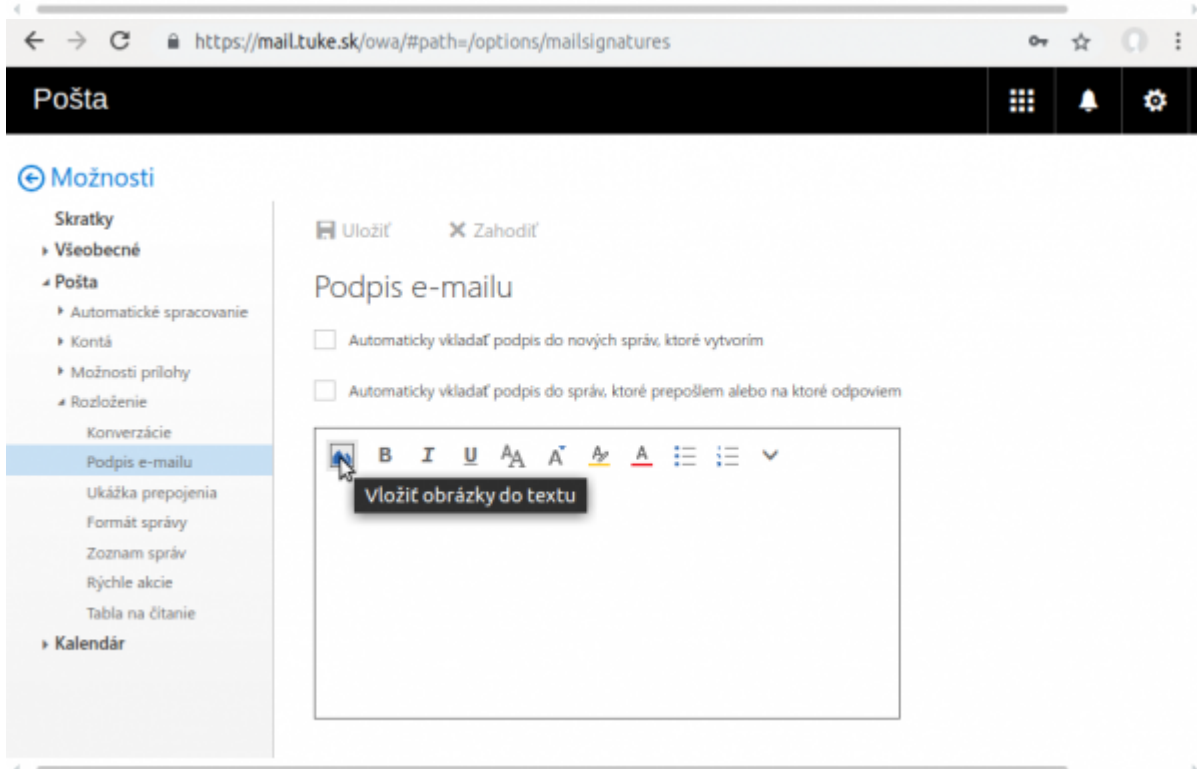 https://mail.tuke.sk/owa/#path=/options/mailsignatures
Pošta
Možnosti
Skratky
Všeobecné
Pošta
Automatické spracovanie
Kontá
Možnosti prílohy
Rozloženie
Konverzácie
Podpis e-mailu
Ukážka prepojenia
Formát správy
Zoznam správ
Rýchle akcie
Tabla na čítanie
Kalendár
Uložiť Zahodiť
Podpis e-mailu
Automaticky vkladať podpis do nových správ, ktoré vytvorím
Automaticky vkladať podpis do správ, ktoré prepošlem alebo na ktoré odpoviem
B I U AA A A A
Vložiť obrázky do textu